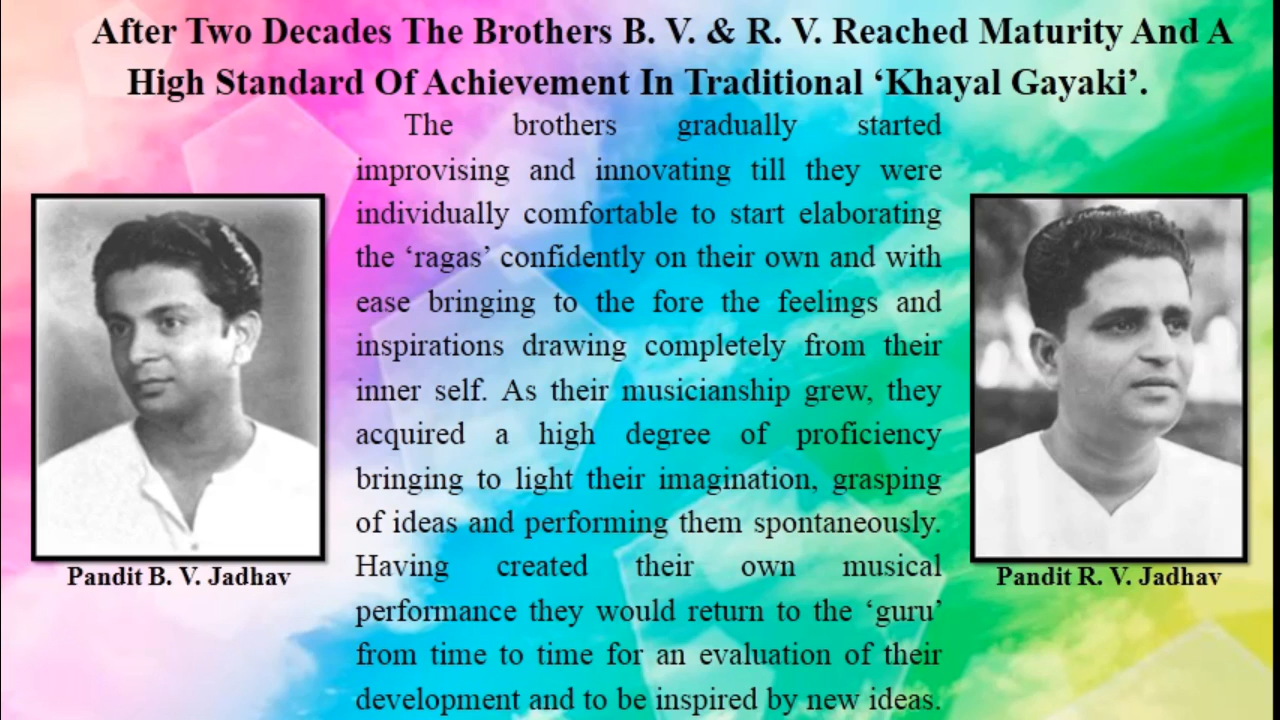 After Two Decades The Brothers B. V. & R. V. Reached Maturity And A
High Standard Of Achievement In Traditional ‘Khayal Gayaki’.
The brothers gradually started
improvising and innovating till they were
individually comfortable to start elaborating
the ‘ragas’ confidently on their own and with
ease bringing to the fore the feelings and
inspirations drawing completely from their
inner self. As their musicianship grew, they
acquired a high degree of proficiency
bringing to light their imagination, grasping
of ideas and performing them spontaneously.
Having created their own musical
performance they would return to the ‘guru’
from time to time for an evaluation of their
development and to be inspired by new ideas.
Pandit B. V. Jadhav
Pandit R. V. Jadhav